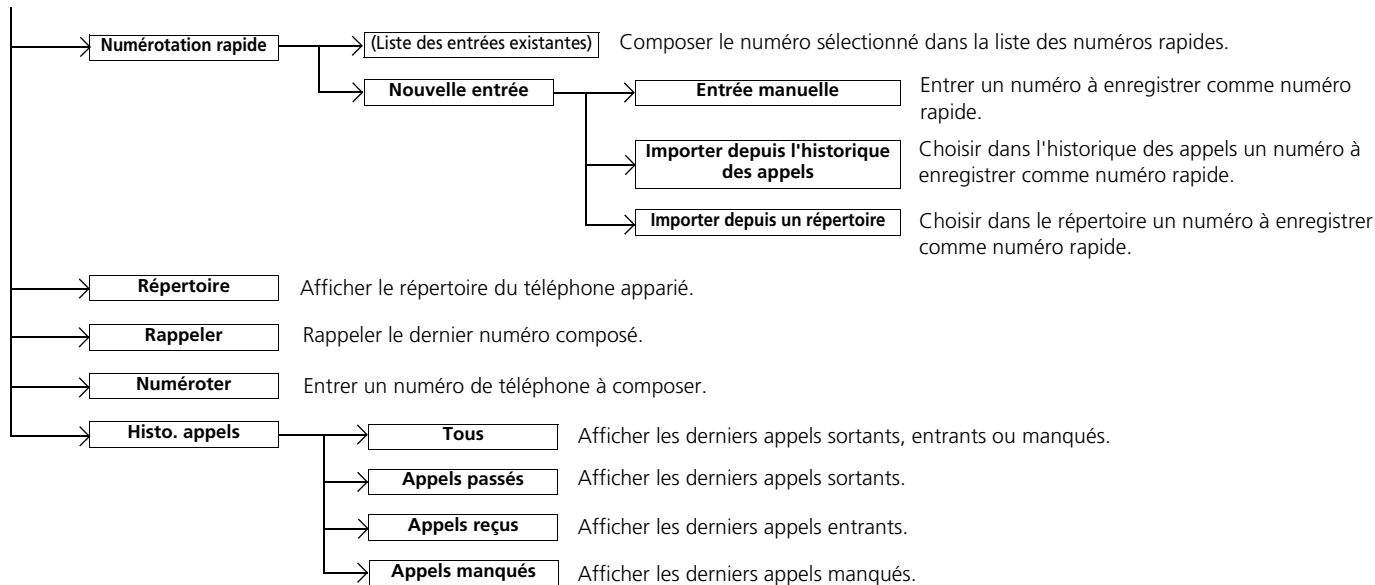 Numérotation rapide
(Liste des entrées existantes)
Composer le numéro sélectionné dans la liste des numéros rapides.
Nouvelle entrée
Entrée manuelle
Entrer un numéro à enregistrer comme numéro
rapide.
Importer depuis l'historique
des appels
Choisir dans l'historique des appels un numéro à
enregistrer comme numéro rapide.
Importer depuis un répertoire
Choisir dans le répertoire un numéro à enregistrer
comme numéro rapide.
Répertoire
Afficher le répertoire du téléphone apparié.
Rappeler
Rappeler le dernier numéro composé.
Numéroter
Entrer un numéro de téléphone à composer.
Histo. appels
Tous
Afficher les derniers appels sortants, entrants ou manqués.
Appels passés
Afficher les derniers appels sortants.
Appels reçus
Afficher les derniers appels entrants.
Appels manqués
Afficher les derniers appels manqués.